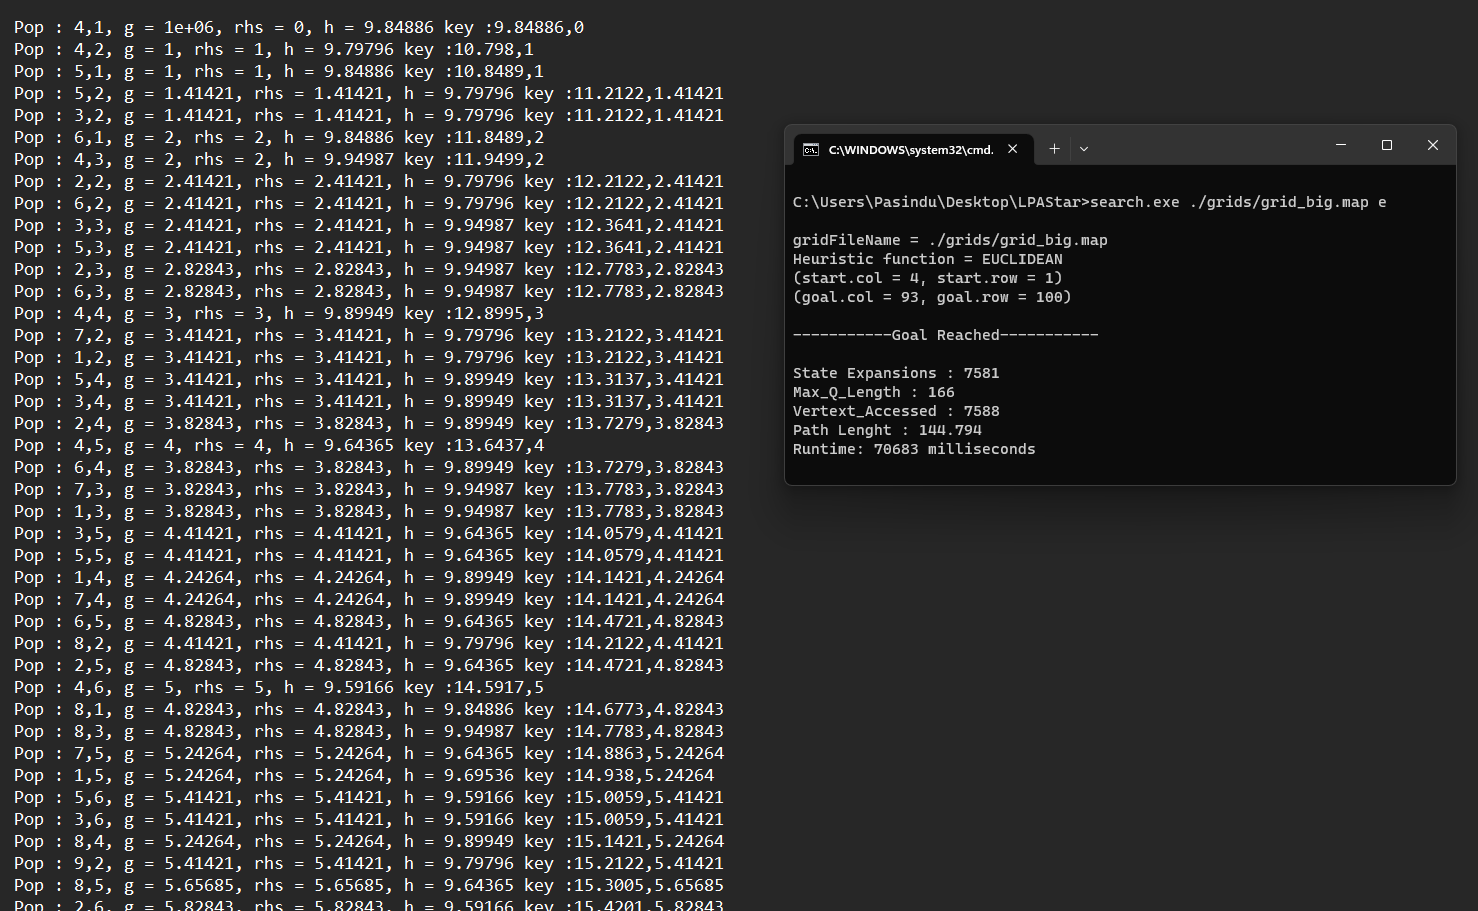 Pop : 4,1, g = 1e+06, rhs = 0, h = 9.84886 key :9.84886,0
Pop : 4,2, g = 1, rhs = 1, h = 9.79796 key :10.798,1
Pop : 5,1, g = 1, rhs = 1, h = 9.84886 key :10.8489,1
Pop : 5,2, g = 1.41421, rhs = 1.41421, h = 9.79796 key :11.2122,1.41421
Pop : 3,2, g = 1.41421, rhs = 1.41421, h = 9.79796 key :11.2122,1.41421
Pop : 6,1, g = 2, rhs = 2, h = 9.84886 key :11.8489,2
Pop : 4,3, g = 2, rhs = 2, h = 9.94987 key :11.9499,2
Pop : 2,2, g = 2.41421, rhs = 2.41421, h = 9.79796 key :12.2122,2.41421
Pop : 6,2, g = 2.41421, rhs = 2.41421, h = 9.79796 key :12.2122,2.41421
Pop : 3,3, g = 2.41421, rhs = 2.41421, h = 9.94987 key :12.3641,2.41421
Pop : 5,3, g = 2.41421, rhs = 2.41421, h = 9.94987 key :12.3641,2.41421
Pop : 2,3, g = 2.82843, rhs = 2.82843, h = 9.94987 key :12.7783,2.82843
Pop : 6,3, g = 2.82843, rhs = 2.82843, h = 9.94987 key :12.7783,2.82843
Pop : 4,4, g = 3, rhs = 3, h = 9.89949 key :12.8995,3
Pop : 7,2, g = 3.41421, rhs = 3.41421, h = 9.79796 key :13.2122,3.41421
Pop : 1,2, g = 3.41421, rhs = 3.41421, h = 9.79796 key :13.2122,3.41421
Pop : 5,4, g = 3.41421, rhs = 3.41421, h = 9.89949 key :13.3137,3.41421
Pop : 3,4, g = 3.41421, rhs = 3.41421, h = 9.89949 key :13.3137,3.41421
Pop : 2,4, g = 3.82843, rhs = 3.82843, h = 9.89949 key :13.7279,3.82843
Pop : 4,5, g = 4, rhs = 4, h = 9.64365 key :13.6437,4
Pop : 6,4, g = 3.82843, rhs = 3.82843, h = 9.89949 key :13.7279,3.82843
Pop : 7,3, g = 3.82843, rhs = 3.82843, h = 9.94987 key :13.7783,3.82843
Pop : 1,3, g = 3.82843, rhs = 3.82843, h = 9.94987 key :13.7783,3.82843
Pop : 3,5, g = 4.41421, rhs = 4.41421, h = 9.64365 key :14.0579,4.41421
Pop : 5,5, g = 4.41421, rhs = 4.41421, h = 9.64365 key :14.0579,4.41421
Pop : 1,4, g = 4.24264, rhs = 4.24264, h = 9.89949 key :14.1421,4.24264
Pop : 7,4, g = 4.24264, rhs = 4.24264, h = 9.89949 key :14.1421,4.24264
Pop : 6,5, g = 4.82843, rhs = 4.82843, h = 9.64365 key :14.4721,4.82843
Pop : 8,2, g = 4.41421, rhs = 4.41421, h = 9.79796 key :14.2122,4.41421
Pop : 2,5, g = 4.82843, rhs = 4.82843, h = 9.64365 key :14.4721,4.82843
Pop : 4,6, g = 5, rhs = 5, h = 9.59166 key :14.5917,5
Pop : 8,1, g = 4.82843, rhs = 4.82843, h = 9.84886 key :14.6773,4.82843
Pop : 8,3, g = 4.82843, rhs = 4.82843, h = 9.94987 key :14.7783,4.82843
Pop : 7,5, g = 5.24264, rhs = 5.24264, h = 9.64365 key :14.8863,5.24264
Pop : 1,5, g = 5.24264, rhs = 5.24264, h = 9.69536 key :14.938,5.24264
Pop : 5,6, g = 5.41421, rhs = 5.41421, h = 9.59166 key :15.0059,5.41421
Pop : 3,6, g = 5.41421, rhs = 5.41421, h = 9.59166 key :15.0059,5.41421
Pop : 8,4, g = 5.24264, rhs = 5.24264, h = 9.89949 key :15.1421,5.24264
Pop : 9,2, g = 5.41421, rhs = 5.41421, h = 9.79796 key :15.2122,5.41421
Pop : 8,5, g = 5.65685, rhs = 5.65685, h = 9.64365 key :15.3005,5.65685
Pop : 2,6, g = 5.82843, rhs = 5.82843, h = 9.59166 key :15.4201,5.82843
C:\WINDOWS\system32\cmd.
C:\Users\Pasindu\Desktop\LPAStar>search.exe ./grids/grid_big.map e
gridFileName = ./grids/grid_big.map
Heuristic function = EUCLIDEAN
(start.col = 4, start.row = 1)
(goal.col = 93, goal.row = 100)
-----------Goal Reached-----------
State Expansions : 7581
Max_Q_Length : 166
Vertext_Accessed : 7588
Path Lenght : 144.794
Runtime: 70683 milliseconds